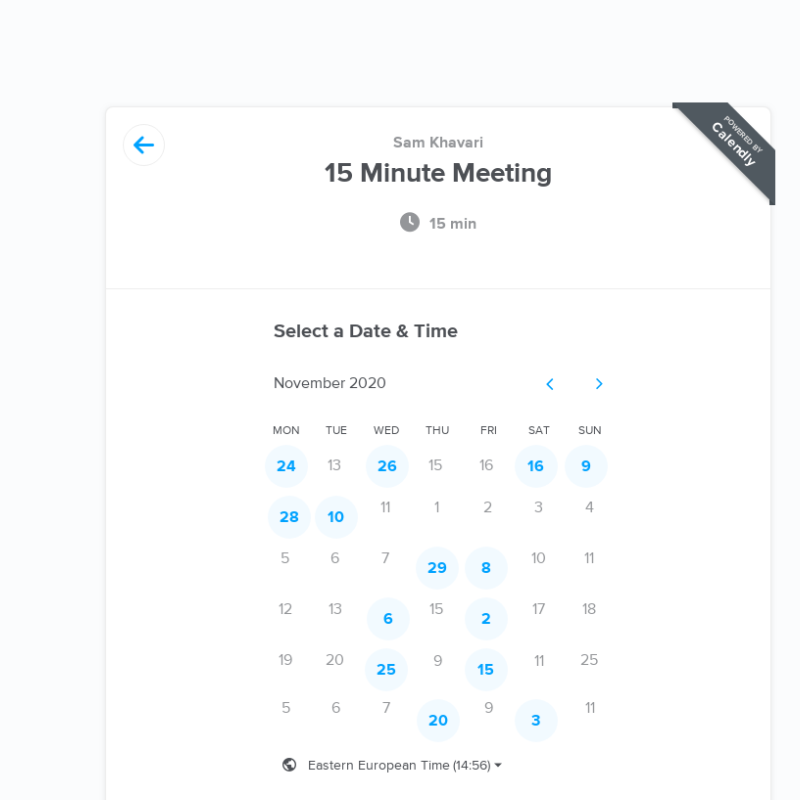 POWERED BY
Calendly
Sam Khavari
15 Minute Meeting
15 min
Select a Date & Time
November 2020
MON TUE WED THU FRI SAT SUN
24 13 26 15 16 16 9
28 10 11 1 2 3 4
5 6 7 29 8 10 11
12 13 6 15 2 17 18
19 20 25 9 15 11 25
5 6 7 20 9 3 11
Eastern European Time (14:56)